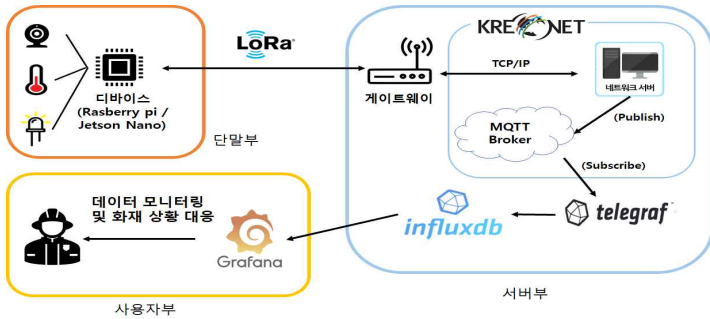 디바이스
(Rasberry pi /
Jetson Nano)
단말부
LoRa®
게이트웨이
KREONET
TCP/IP
네트워크 서버
(Publish)
MQTT
Broker
(Subscribe)
telegraf
influxdb
서버부
데이터 모니터링
및 화재 상황 대응
Grafana
사용자부